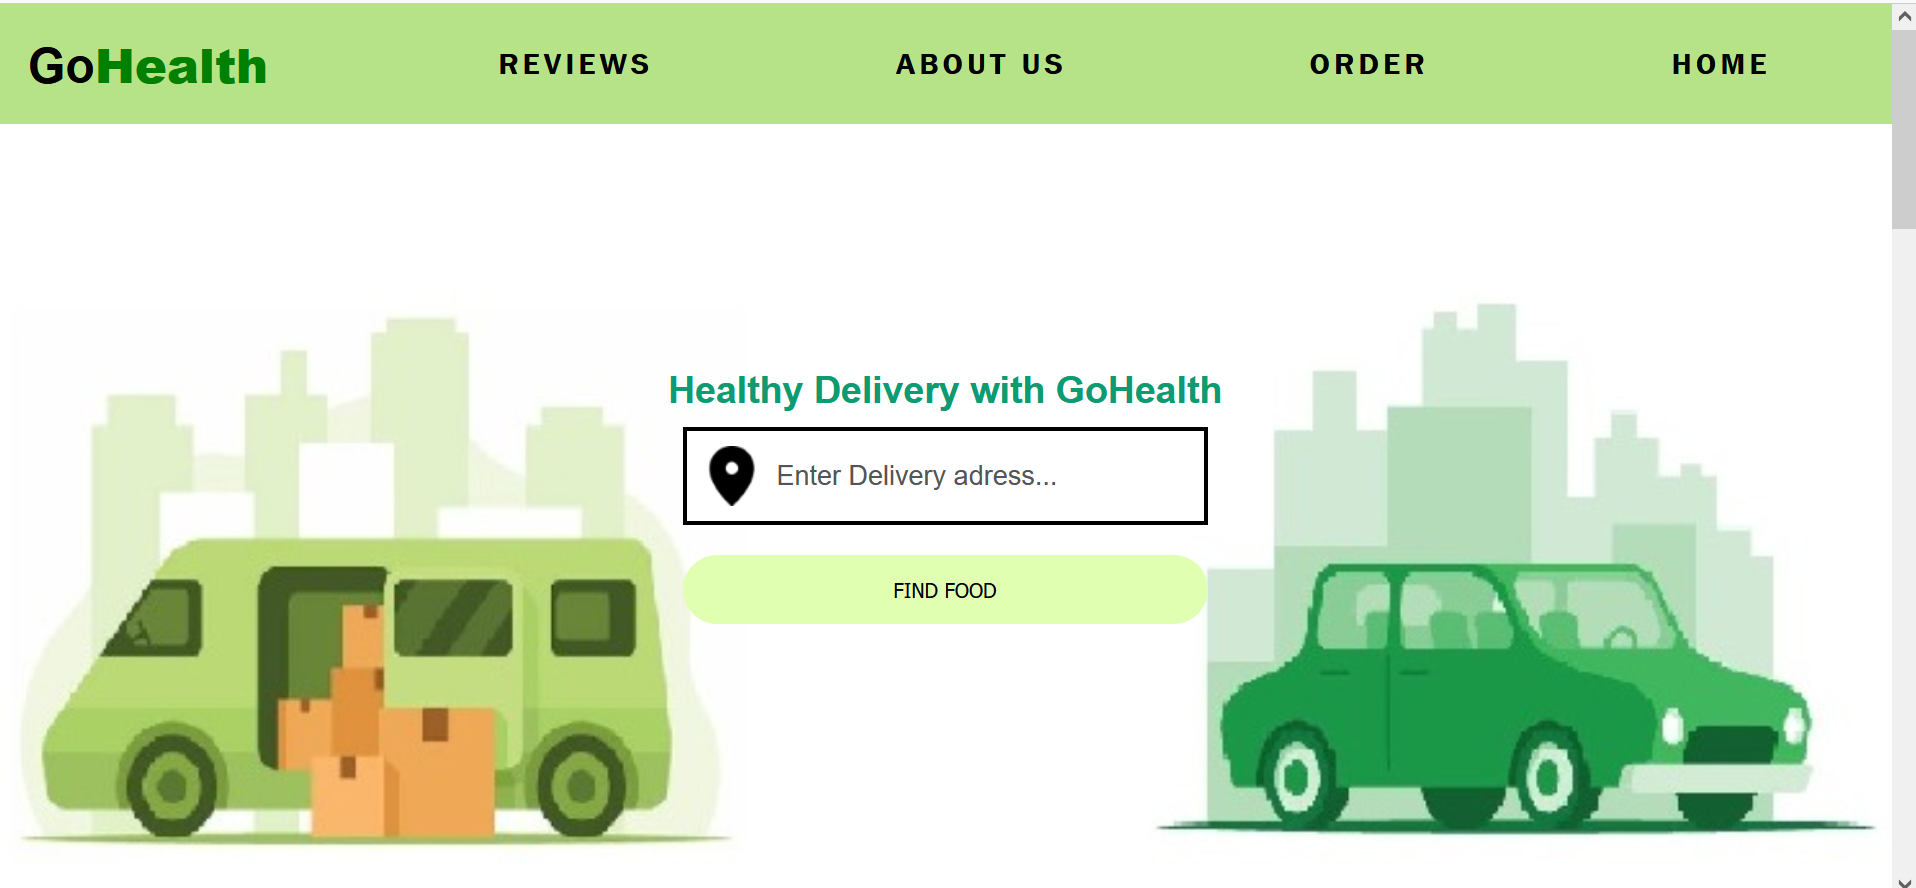 GoHealth REVIEWS ABOUT US ORDER HOME
Healthy Delivery with GoHealth
Enter Delivery adress...
FIND FOOD